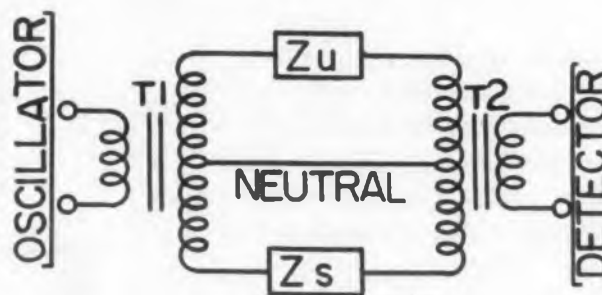 OSCILLATOR
T1
Zu
NEUTRAL
Zs
T2
DETECTOR